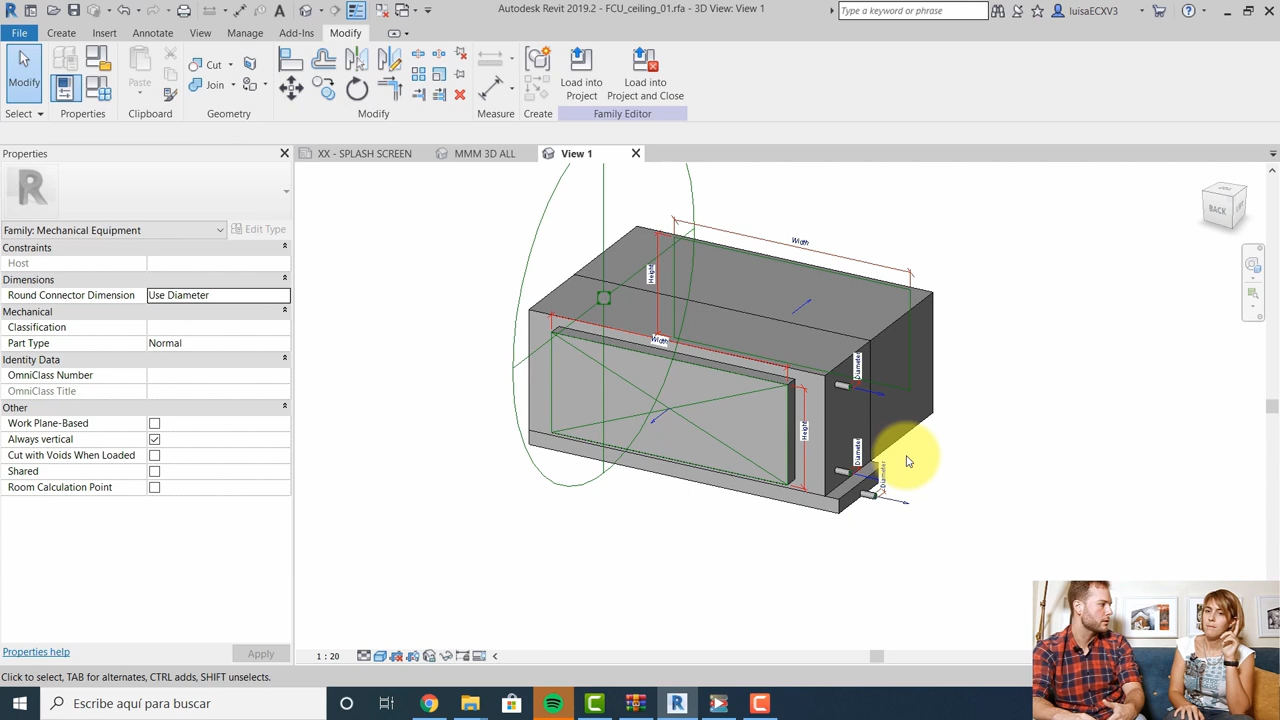 Autodesk Revit 2019.2 - FCU_ceiling_01.rfa - 3D View: View 1
Type a keyword or phrase
luisaECXV3
File Create Insert Annotate View Manage Add-Ins Modify
Modify
Paste
Cut
Join
Load into
Project
Load into
Project and Close
Select Properties Clipboard Geometry Modify Measure Create Family Editor
Properties
XX - SPLASH SCREEN
MMM 3D ALL
View 1
R
Family: Mechanical Equipment
Edit Type
Constraints
Host
Dimensions
Round Connector Dimension Use Diameter
Mechanical
Classification
Part Type Normal
Identity Data
OmniClass Number
OmniClass Title
Other
Work Plane-Based
Always vertical
Cut with Voids When Loaded
Shared
Room Calculation Point
Properties help
Apply
Width
Height
Width
Height
Diameter
Diameter
Diameter
BACK
1 : 20
Click to select, TAB for alternates, CTRL adds, SHIFT unselects.
Escribe aquí para buscar